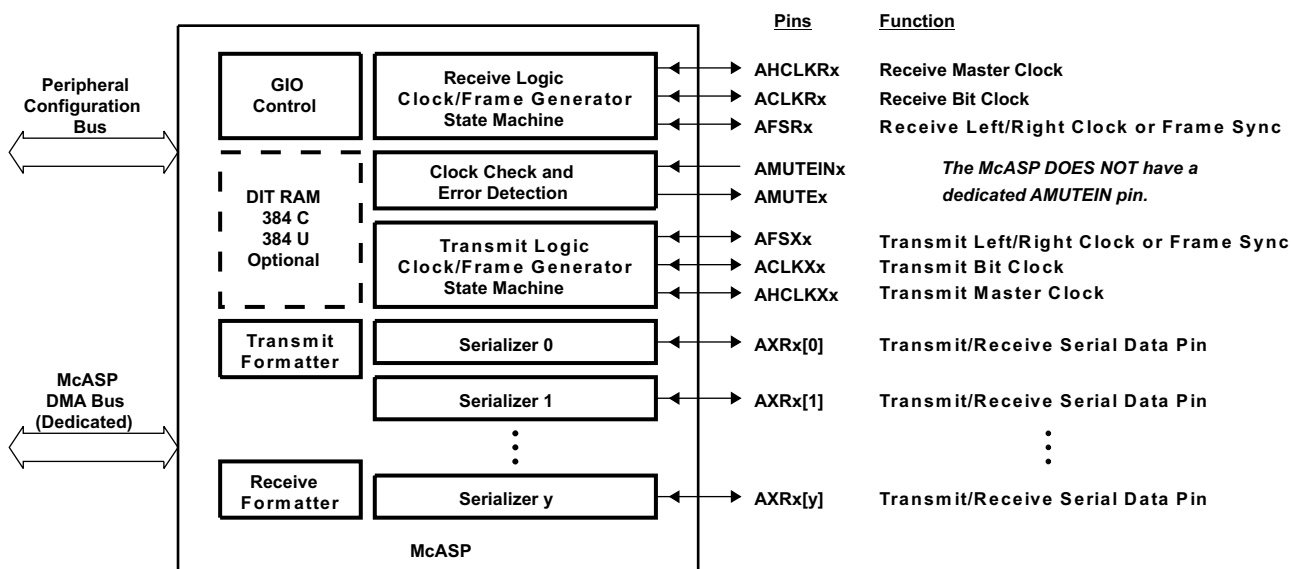 Pins Function
Peripheral
Configuration
Bus
GIO
Control
Receive Logic
Clock/Frame Generator
State Machine
AHCLKRx Receive Master Clock
ACLKRx Receive Bit Clock
AFSRx Receive Left/Right Clock or Frame Sync
DIT RAM
384 C
384 U
Optional
Clock Check and
Error Detection
AMUTEINx
AMUTEx
The McASP DOES NOT have a
dedicated AMUTEIN pin.
Transmit Logic
Clock/Frame Generator
State Machine
AFSXx Transmit Left/Right Clock or Frame Sync
ACLKXx Transmit Bit Clock
AHCLKXx Transmit Master Clock
Transmit
Formatter
Serializer 0
AXRx[0] Transmit/Receive Serial Data Pin
McASP
DMA Bus
(Dedicated)
Serializer 1
AXRx[1] Transmit/Receive Serial Data Pin
Receive
Formatter
Serializer y
AXRx[y] Transmit/Receive Serial Data Pin
McASP